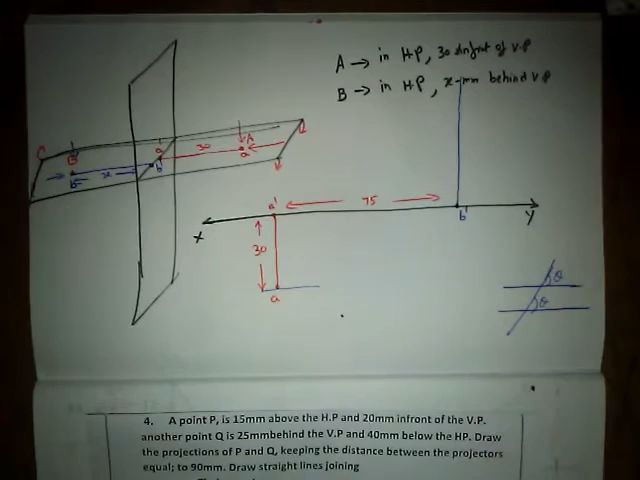 A → in H.P, 30 infront of V.P
B → in H.P, x-mm behind V.P
C
B
b
x
a'
b'
30
A
a
a' 75 b'
X Y
30
a
θ
θ
4. A point P, is 15mm above the H.P and 20mm infront of the V.P.
another point Q is 25mmbehind the V.P and 40mm below the HP. Draw
the projections of P and Q, keeping the distance between the projectors
equal; to 90mm. Draw straight lines joining